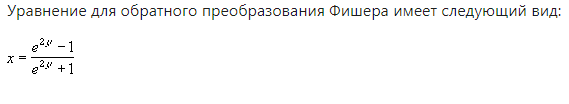 Уравнение для обратного преобразования Фишера имеет следующий вид:
x = (e^{2y} − 1) / (e^{2y} + 1)